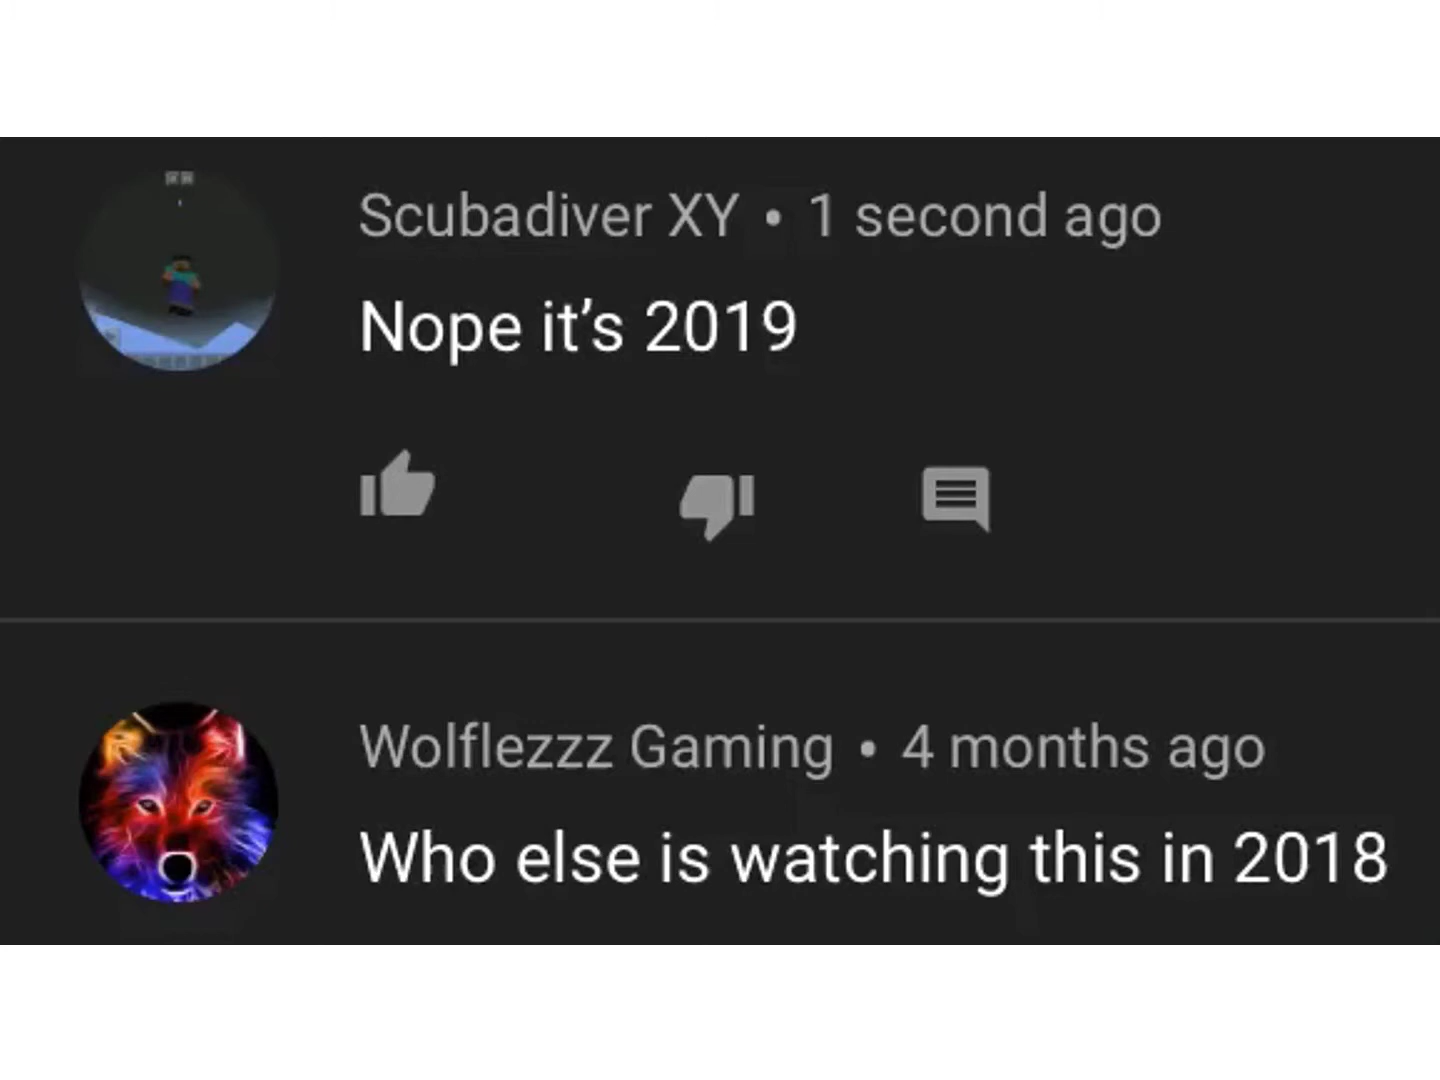 Scubadiver XY • 1 second ago
Nope it’s 2019
Wolflezzz Gaming • 4 months ago
Who else is watching this in 2018